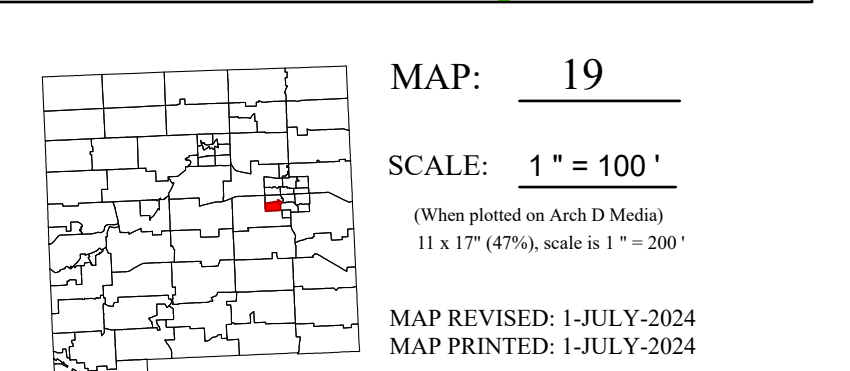 MAP: 19
SCALE: 1 " = 100 '
(When plotted on Arch D Media)
11 x 17" (47%), scale is 1 " = 200 '
MAP REVISED: 1-JULY-2024
MAP PRINTED: 1-JULY-2024